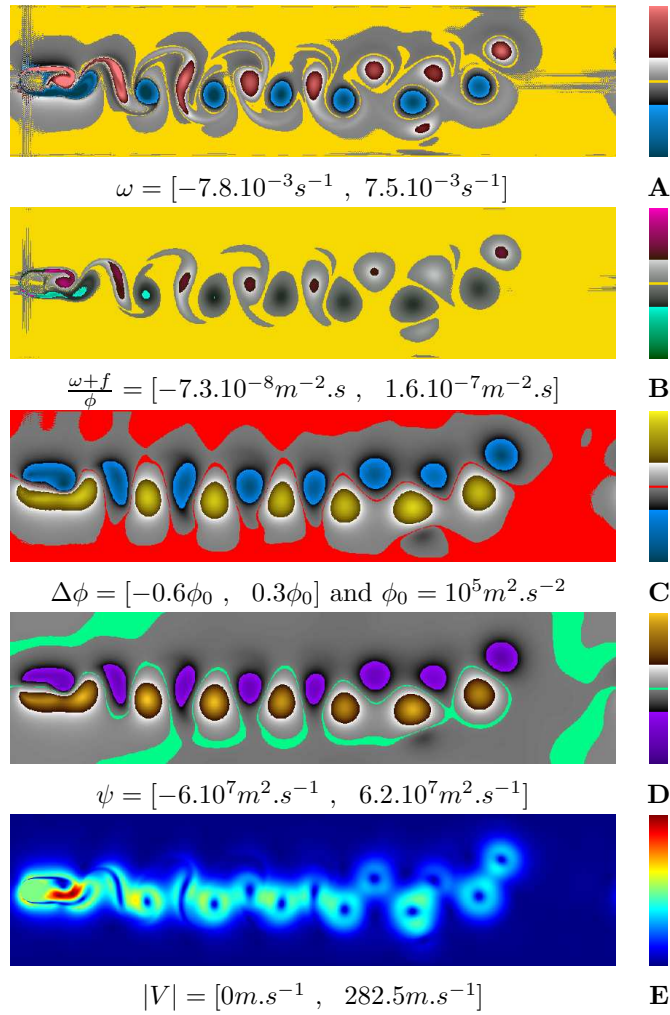 ω = [−7.8.10⁻³s⁻¹ , 7.5.10⁻³s⁻¹] A
(ω+f)/ϕ = [−7.3.10⁻⁸m⁻².s , 1.6.10⁻⁷m⁻².s] B
Δϕ = [−0.6ϕ₀ , 0.3ϕ₀] and ϕ₀ = 10⁵m².s⁻² C
ψ = [−6.10⁷m².s⁻¹ , 6.2.10⁷m².s⁻¹] D
|V| = [0m.s⁻¹ , 282.5m.s⁻¹] E